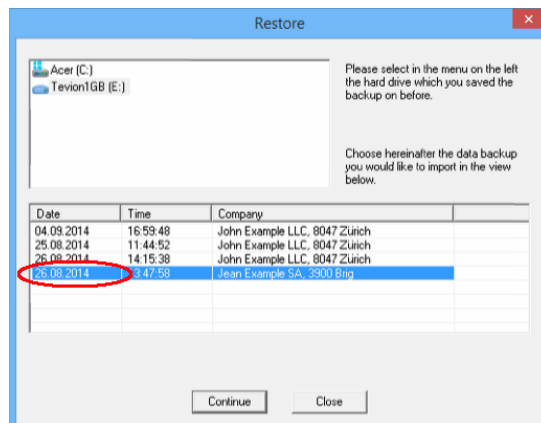 Restore
Acer (C:)
Tevion1GB (E:)
Please select in the menu on the left
the hard drive which you saved the
backup on before.
Choose hereinafter the data backup
you would like to import in the view
below.
Date Time Company
04.09.2014 16:59:48 John Example LLC, 8047 Zürich
25.08.2014 11:44:52 John Example LLC, 8047 Zürich
26.08.2014 14:15:38 John Example LLC, 8047 Zürich
26.08.2014 13:47:58 Jean Example SA, 3900 Brig
Continue Close